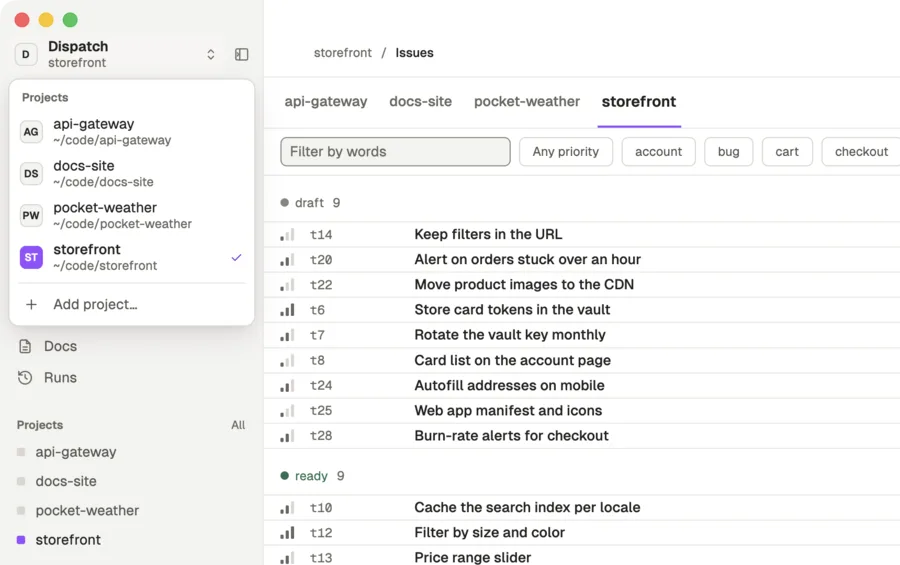 D
Dispatch
storefront
Projects
AG
api-gateway
~/code/api-gateway
DS
docs-site
~/code/docs-site
PW
pocket-weather
~/code/pocket-weather
ST
storefront
~/code/storefront
Add project...
Docs
Runs
Projects All
api-gateway
docs-site
pocket-weather
storefront
storefront / Issues
api-gateway docs-site pocket-weather storefront
Filter by words Any priority account bug cart checkout
draft 9
t14 Keep filters in the URL
t20 Alert on orders stuck over an hour
t22 Move product images to the CDN
t6 Store card tokens in the vault
t7 Rotate the vault key monthly
t8 Card list on the account page
t24 Autofill addresses on mobile
t25 Web app manifest and icons
t28 Burn-rate alerts for checkout
ready 9
t10 Cache the search index per locale
t12 Filter by size and color
t13 Price range slider